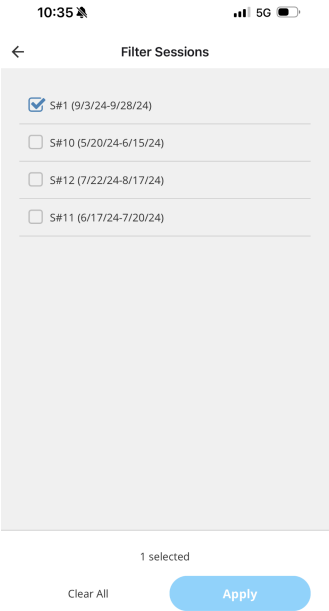 10:35 5G
Filter Sessions
S#1 (9/3/24-9/28/24)
S#10 (5/20/24-6/15/24)
S#12 (7/22/24-8/17/24)
S#11 (6/17/24-7/20/24)
1 selected
Clear All Apply